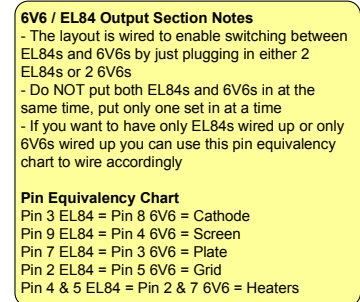 6V6 / EL84 Output Section Notes
- The layout is wired to enable switching between
EL84s and 6V6s by just plugging in either 2
EL84s or 2 6V6s
- Do NOT put both EL84s and 6V6s in at the
same time, put only one set in at a time
- If you want to have only EL84s wired up or only
6V6s wired up you can use this pin equivalency
chart to wire accordingly
Pin Equivalency Chart
Pin 3 EL84 = Pin 8 6V6 = Cathode
Pin 9 EL84 = Pin 4 6V6 = Screen
Pin 7 EL84 = Pin 3 6V6 = Plate
Pin 2 EL84 = Pin 5 6V6 = Grid
Pin 4 & 5 EL84 = Pin 2 & 7 6V6 = Heaters